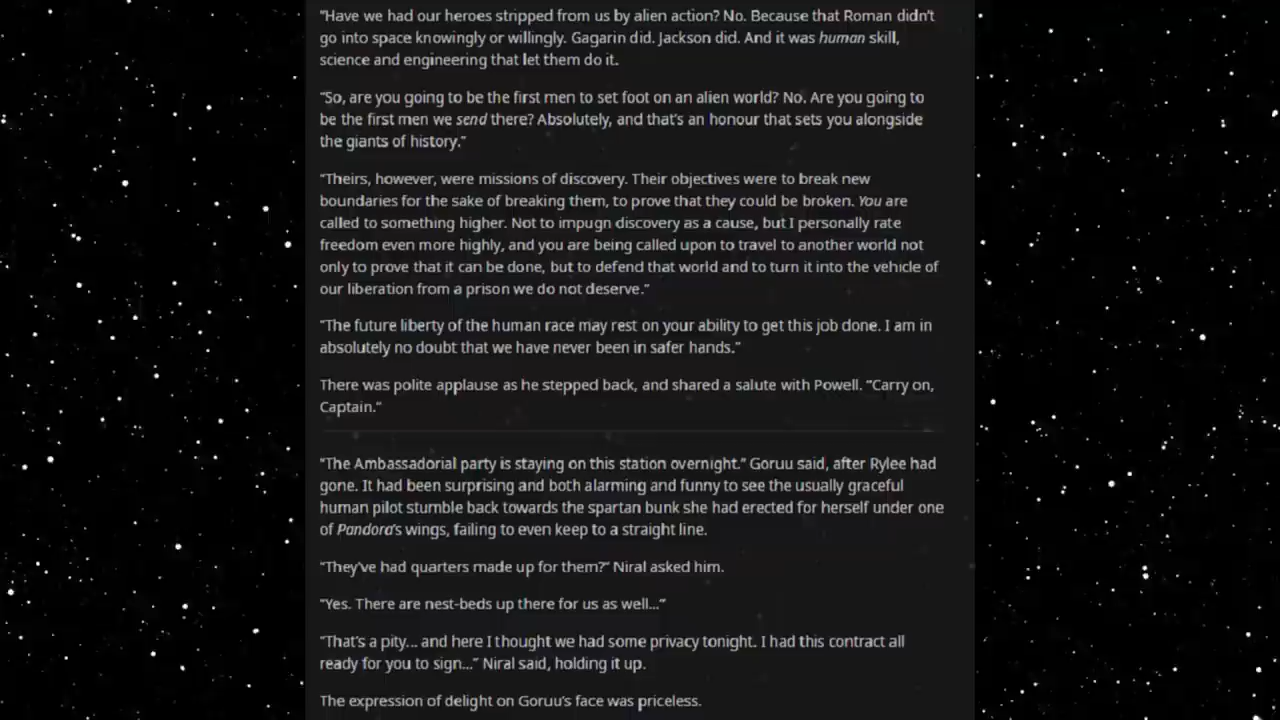 “Have we had our heroes stripped from us by alien action? No. Because that Roman didn’t
go into space knowingly or willingly. Gagarin did. Jackson did. And it was human skill,
science and engineering that let them do it.
“So, are you going to be the first men to set foot on an alien world? No. Are you going to
be the first men we send there? Absolutely, and that’s an honour that sets you alongside
the giants of history.”
“Theirs, however, were missions of discovery. Their objectives were to break new
boundaries for the sake of breaking them, to prove that they could be broken. You are
called to something higher. Not to impugn discovery as a cause, but I personally rate
freedom even more highly, and you are being called upon to travel to another world not
only to prove that it can be done, but to defend that world and to turn it into the vehicle of
our liberation from a prison we do not deserve.”
“The future liberty of the human race may rest on your ability to get this job done. I am in
absolutely no doubt that we have never been in safer hands.”
There was polite applause as he stepped back, and shared a salute with Powell. “Carry on,
Captain.”
“The Ambassadorial party is staying on this station overnight.” Goruu said, after Rylee had
gone. It had been surprising and both alarming and funny to see the usually graceful
human pilot stumble back towards the spartan bunk she had erected for herself under one
of Pandora’s wings, failing to even keep to a straight line.
“They’ve had quarters made up for them?” Niral asked him.
“Yes. There are nest-beds up there for us as well...”
“That’s a pity... and here I thought we had some privacy tonight. I had this contract all
ready for you to sign...” Niral said, holding it up.
The expression of delight on Goruu’s face was priceless.